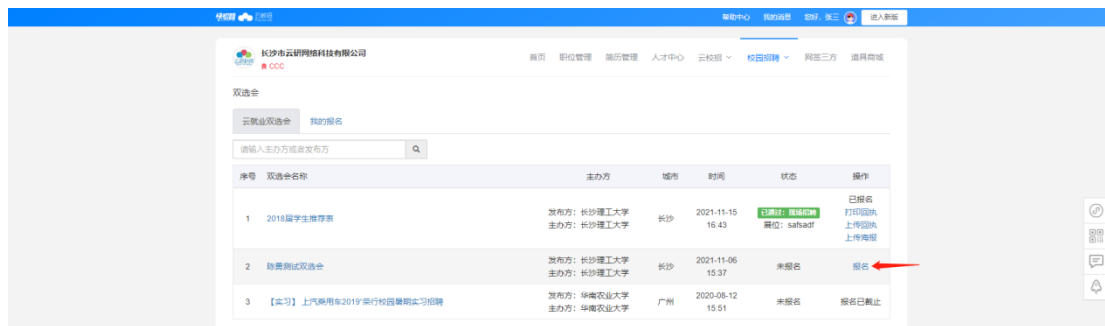 帮助中心 我的消息 您好，张三 进入新版
长沙市云研网络科技有限公司
CCC
首页 职位管理 简历管理 人才中心 云校招 校园招聘 网签三方 道具商城
双选会
云就业双选会 我的报名
请输入主办方或者发布方
序号 双选会名称 主办方 城市 时间 状态 操作
1 2018届学生推荐表 发布方：长沙理工大学 主办方：长沙理工大学 长沙 2021-11-15 16:43 已通过：现场招聘 展位：safsadf 已报名 打印回执 上传回执 上传海报
2 陈勇测试双选会 发布方：长沙理工大学 主办方：长沙理工大学 长沙 2021-11-06 15:37 未报名 报名
3 【实习】上汽乘用车2019"荣行校园暑期实习招聘 发布方：华南农业大学 主办方：华南农业大学 广州 2020-08-12 15:51 未报名 报名已截止